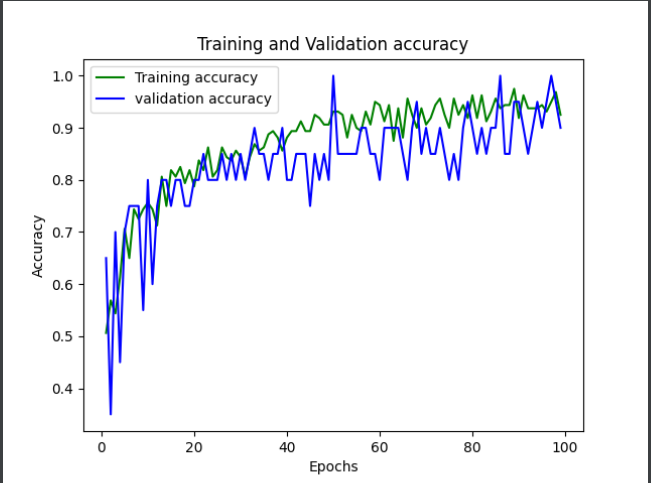 Training and Validation accuracy
Training accuracy
validation accuracy
1.0
0.9
0.8
0.7
0.6
0.5
0.4
Accuracy
0 20 40 60 80 100
Epochs